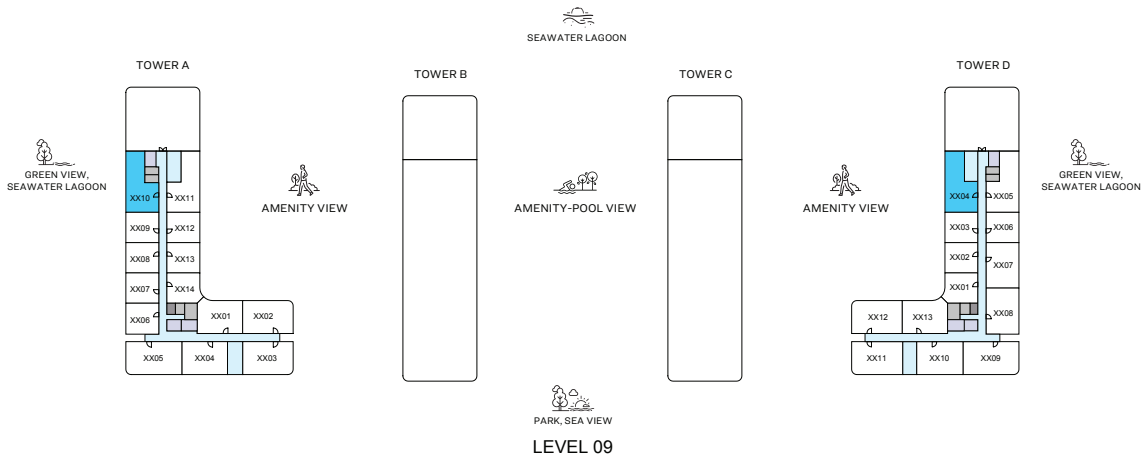 SEAWATER LAGOON
TOWER A
TOWER B
TOWER C
TOWER D
GREEN VIEW,
SEAWATER LAGOON
AMENITY VIEW
AMENITY-POOL VIEW
AMENITY VIEW
GREEN VIEW,
SEAWATER LAGOON
XX10
XX11
XX09
XX12
XX08
XX13
XX07
XX14
XX06
XX01
XX02
XX05
XX04
XX03
XX04
XX05
XX03
XX06
XX02
XX07
XX01
XX08
XX12
XX13
XX11
XX10
XX09
PARK, SEA VIEW
LEVEL 09